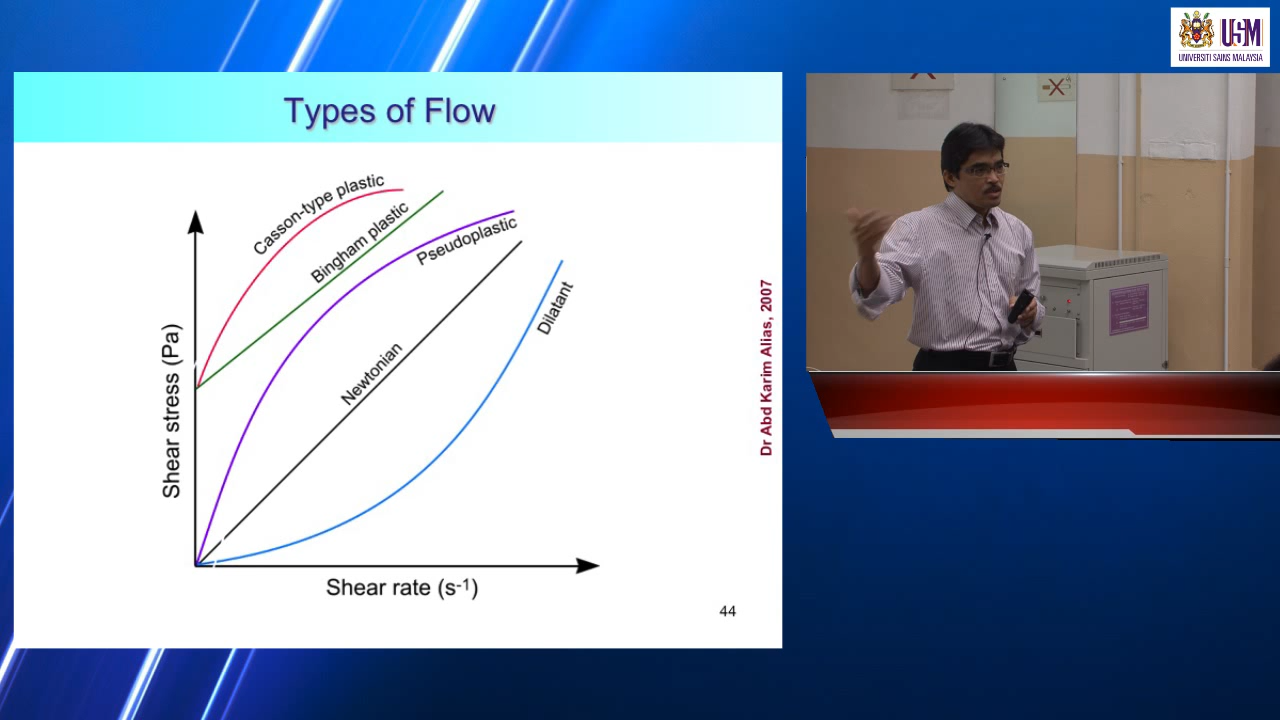 USM
UNIVERSITI SAINS MALAYSIA
Types of Flow
Casson-type plastic
Bingham plastic
Pseudoplastic
Newtonian
Dilatant
Shear stress (Pa)
Shear rate (s-1)
Dr Abd Karim Alias, 2007
44